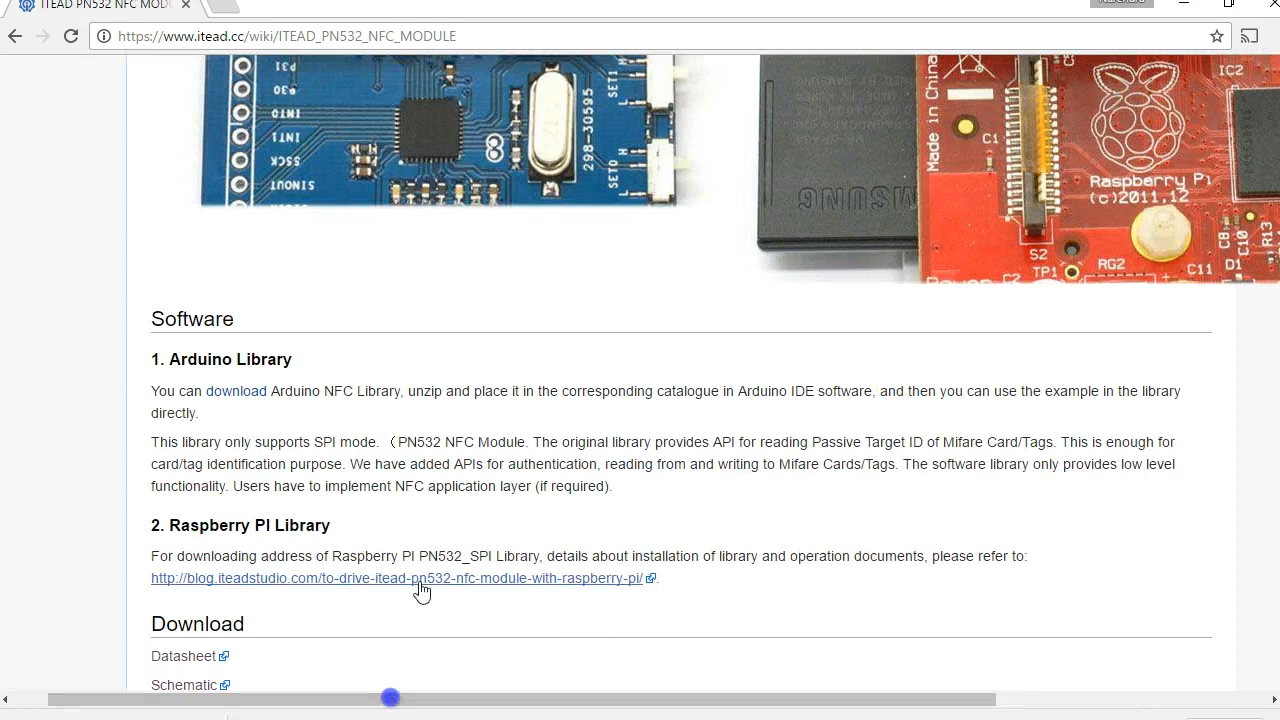 ITEAD PN532 NFC MODU
https://www.itead.cc/wiki/ITEAD_PN532_NFC_MODULE
P31
P30
INT0
INT1
SSCK
SINOUT
298-30595
SET1
H
L
SET0
H
L
SAMSUNG
Made in China
C1
IC2
Raspberry Pi
(c)2011,12
S2
TP1
RG2
C2
C11
D1
C8
C10
R13
Software
1. Arduino Library
You can download Arduino NFC Library, unzip and place it in the corresponding catalogue in Arduino IDE software, and then you can use the example in the library
directly.
This library only supports SPI mode. （PN532 NFC Module. The original library provides API for reading Passive Target ID of Mifare Card/Tags. This is enough for
card/tag identification purpose. We have added APIs for authentication, reading from and writing to Mifare Cards/Tags. The software library only provides low level
functionality. Users have to implement NFC application layer (if required).
2. Raspberry PI Library
For downloading address of Raspberry PI PN532_SPI Library, details about installation of library and operation documents, please refer to:
http://blog.iteadstudio.com/to-drive-itead-pn532-nfc-module-with-raspberry-pi/.
Download
Datasheet
Schematic